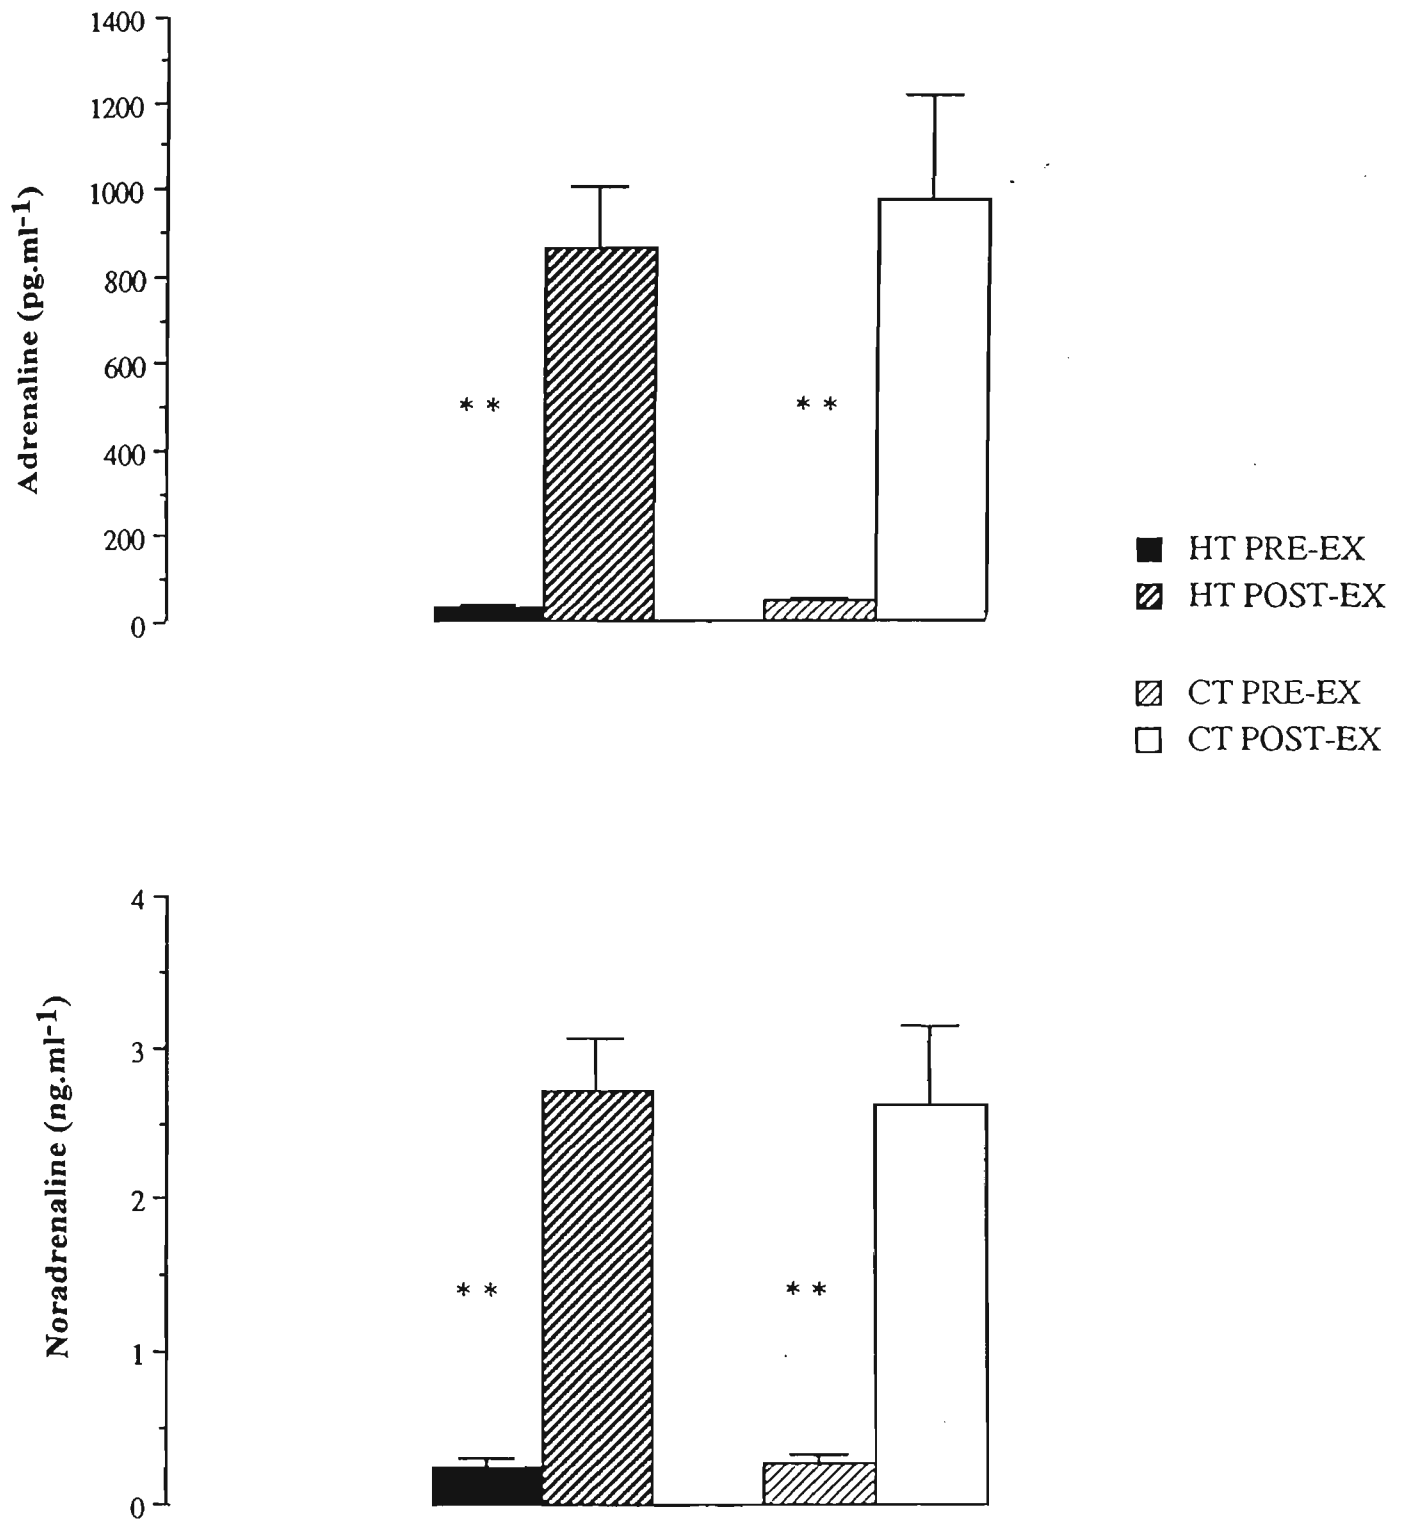 1400
1200
1000
800
600
400
200
0
Adrenaline (pg.ml-1)
* *
* *
HT PRE-EX
HT POST-EX
CT PRE-EX
CT POST-EX
4
3
2
1
0
Noradrenaline (ng.ml-1)
* *
* *